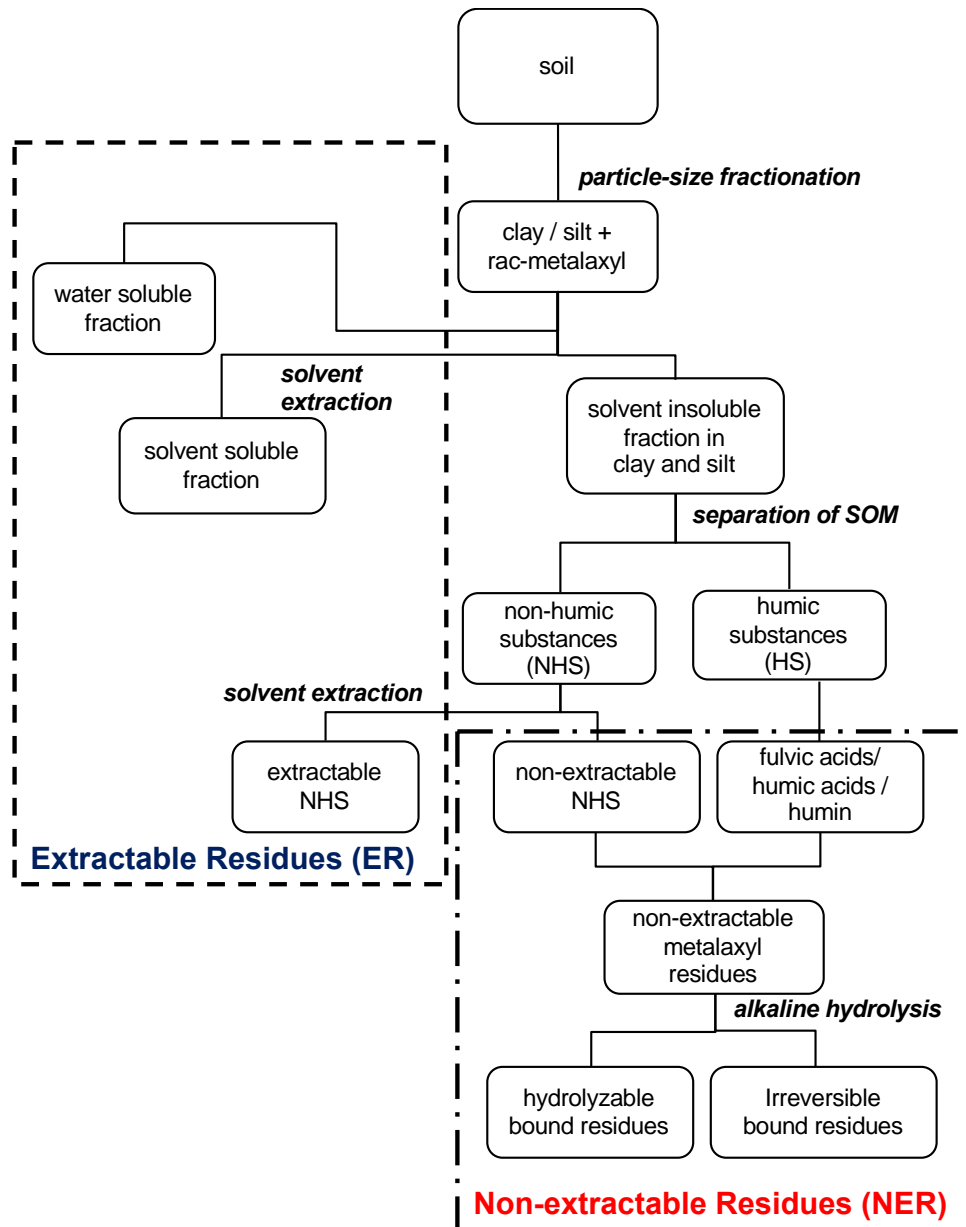 soil
particle-size fractionation
clay / silt +
rac-metalaxyl
water soluble
fraction
solvent
extraction
solvent soluble
fraction
solvent insoluble
fraction in
clay and silt
separation of SOM
non-humic
substances
(NHS)
humic
substances
(HS)
solvent extraction
extractable
NHS
non-extractable
NHS
fulvic acids/
humic acids /
humin
Extractable Residues (ER)
non-extractable
metalaxyl
residues
alkaline hydrolysis
hydrolyzable
bound residues
Irreversible
bound residues
Non-extractable Residues (NER)